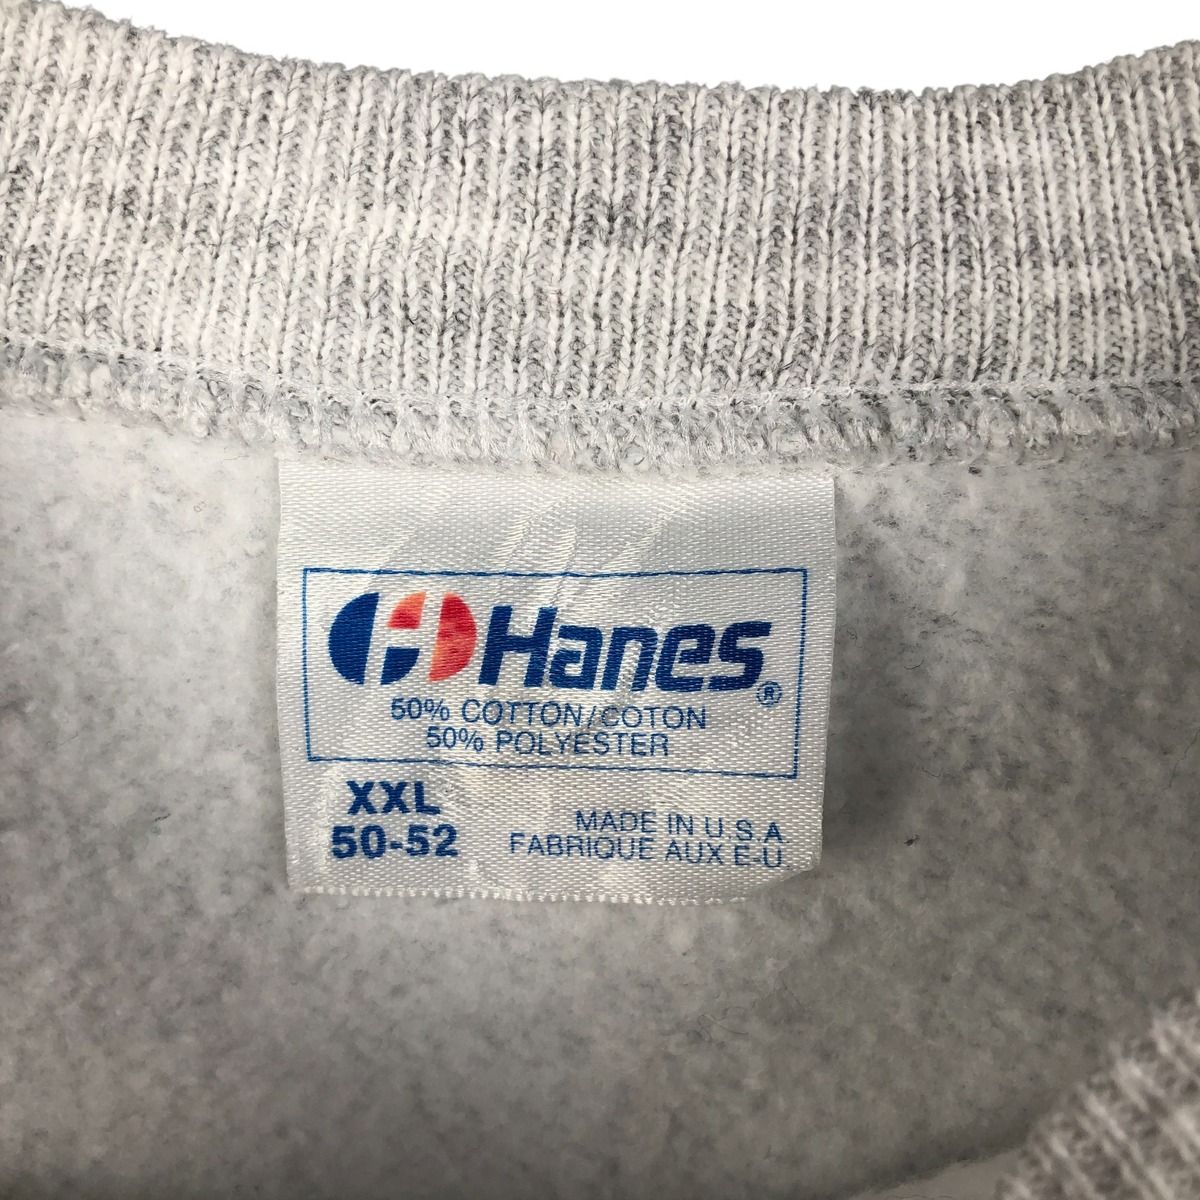 Hanes®
50% COTTON/COTON
50% POLYESTER
XXL
50-52
MADE IN U.S.A.
FABRIQUE AUX E-U.